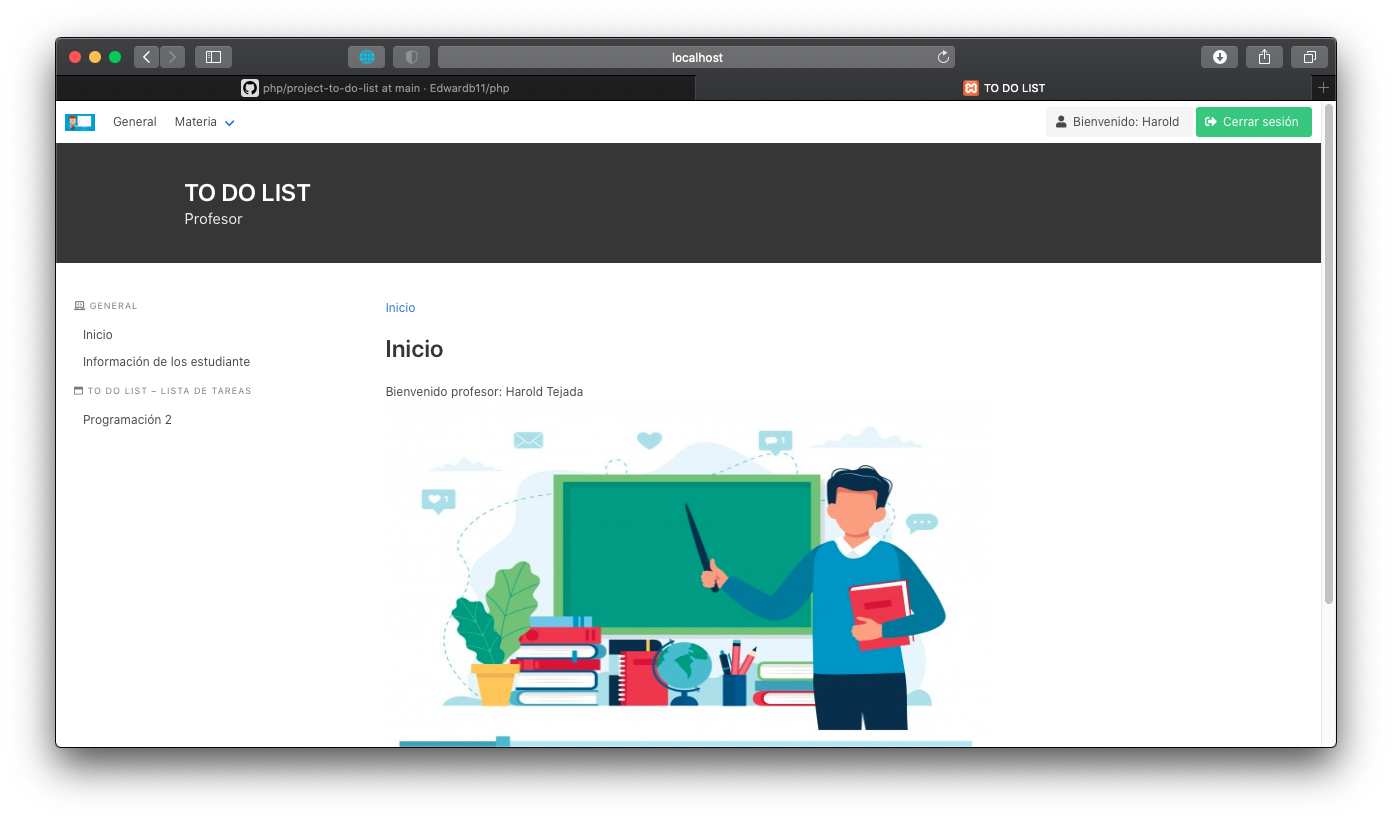 localhost
php/project-to-do-list at main · Edwardb11/php
TO DO LIST
General Materia
Bienvenido: Harold
Cerrar sesión
TO DO LIST
Profesor
GENERAL
Inicio
Información de los estudiante
TO DO LIST – LISTA DE TAREAS
Programación 2
Inicio
Inicio
Bienvenido profesor: Harold Tejada
1
1